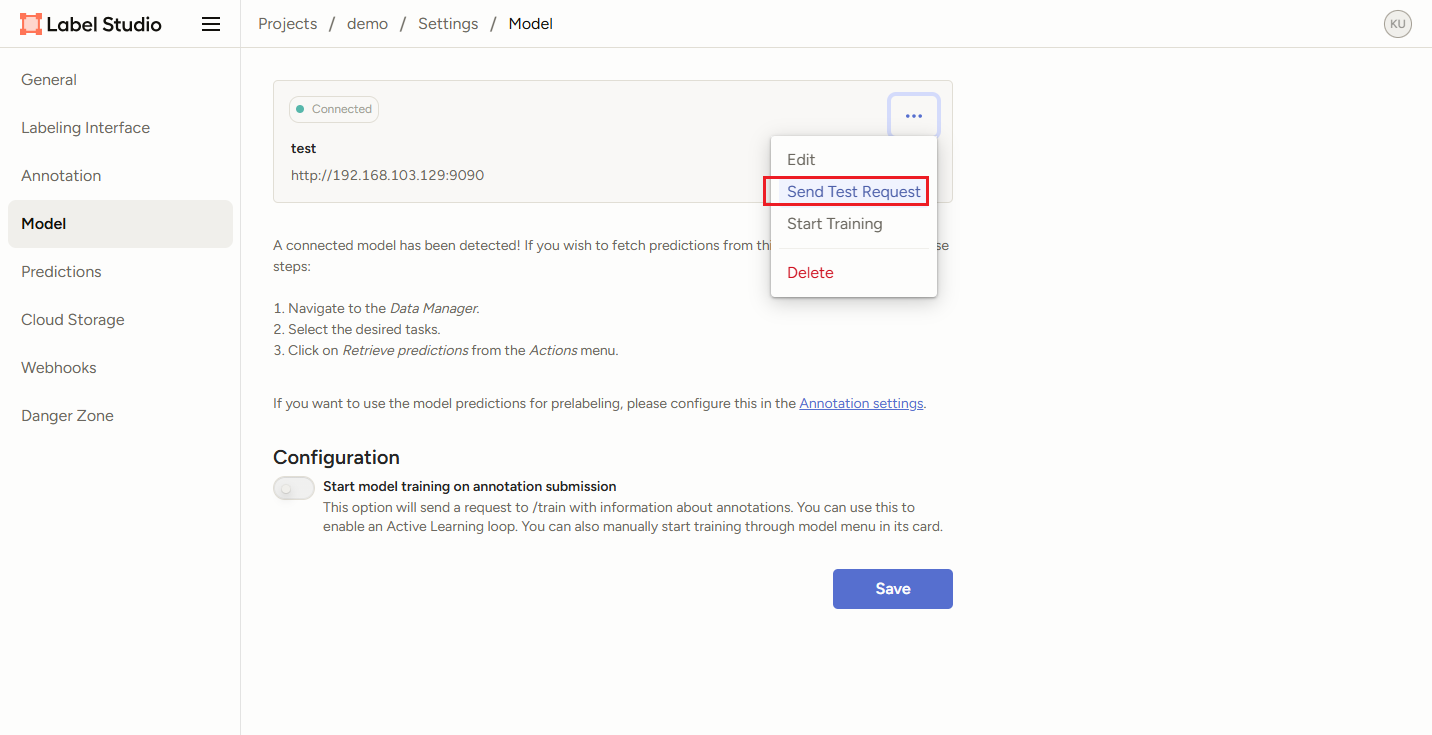 Label Studio
Projects / demo / Settings / Model
KU
General
Labeling Interface
Annotation
Model
Predictions
Cloud Storage
Webhooks
Danger Zone
Connected
test
http://192.168.103.129:9090
Edit
Send Test Request
Start Training
Delete
A connected model has been detected! If you wish to fetch predictions from thi se
steps:
1. Navigate to the Data Manager.
2. Select the desired tasks.
3. Click on Retrieve predictions from the Actions menu.
If you want to use the model predictions for prelabeling, please configure this in the Annotation settings.
Configuration
Start model training on annotation submission
This option will send a request to /train with information about annotations. You can use this to
enable an Active Learning loop. You can also manually start training through model menu in its card.
Save